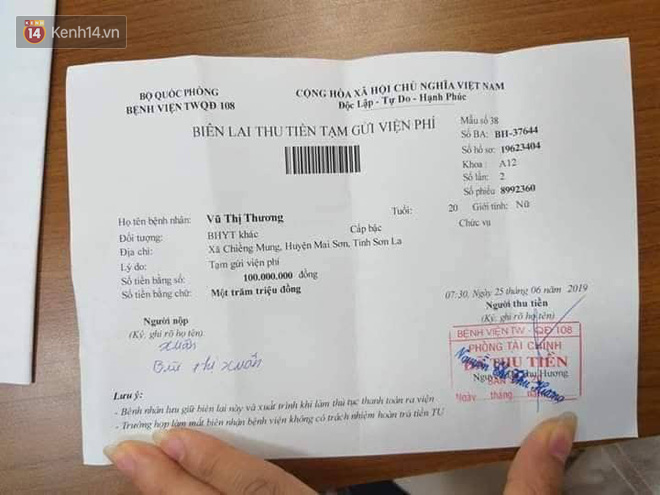 14 Kenh14.vn
BỘ QUỐC PHÒNG
BỆNH VIỆN TWQĐ 108
CỘNG HÒA XÃ HỘI CHỦ NGHĨA VIỆT NAM
Độc Lập - Tự Do - Hạnh Phúc
BIÊN LAI THU TIỀN TẠM GỬI VIỆN PHÍ
Mẫu số 38
Số BA: BH-37644
Số hồ sơ: 19623404
Khoa: A12
Số lần: 2
Số phiếu 8992360
Họ tên bệnh nhân: Vũ Thị Thương Tuổi: 20 Giới tính: Nữ
Đối tượng: BHYT khác Cấp bậc Chức vụ
Địa chỉ: Xã Chiềng Mung, Huyện Mai Sơn, Tỉnh Sơn La
Lý do: Tạm gửi viện phí
Số tiền bằng số: 100.000.000 đồng
Số tiền bằng chữ: Một trăm triệu đồng
07:30, Ngày 25 tháng 06 năm 2019
Người nộp
(Ký, ghi rõ họ tên)
Xuân
Bùi Thị Xuân
Người thu tiền
(Ký, ghi rõ họ tên)
BỆNH VIỆN TW - QĐ 108
PHÒNG TÀI CHÍNH
THU TIỀN
Nguyễn Thị Thu Hương
Ngày tháng
Lưu ý:
- Bệnh nhân lưu giữ biên lai này và xuất trình khi làm thủ tục thanh toán ra viện
- Trường hợp làm mất biên nhận bệnh viện không có trách nhiệm hoàn trả tiền TU